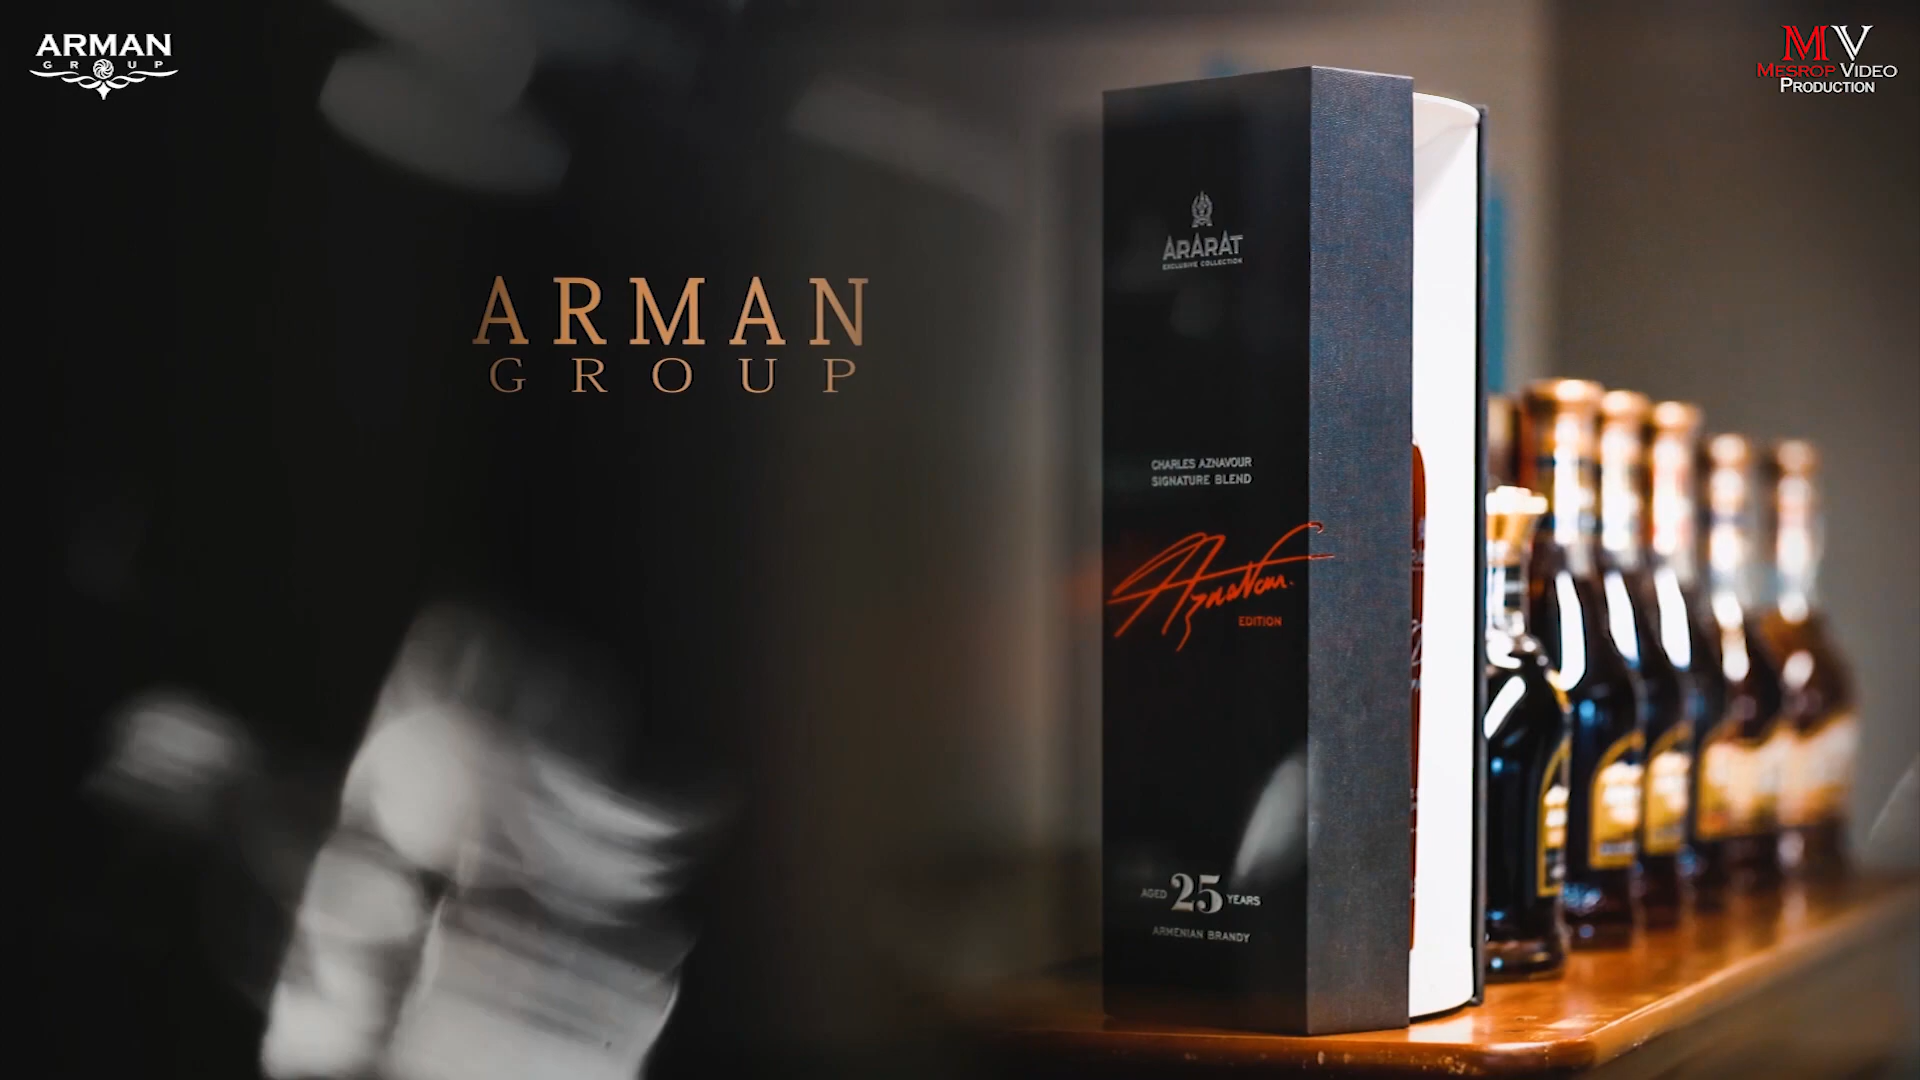 ARMAN
GROUP
MV
MESROP VIDEO
PRODUCTION
ARMAN
GROUP
ARARAT
EXCLUSIVE COLLECTION
CHARLES AZNAVOUR
SIGNATURE BLEND
Aznavour
EDITION
AGED 25 YEARS
ARMENIAN BRANDY